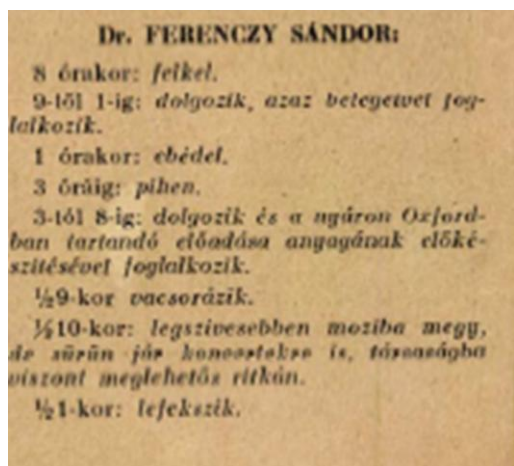 Dr. FERENCZY SÁNDOR:
8 órakor: felkel.
9-től 1-ig: dolgozik, azaz betegeivel fog-
lalkozik.
1 órakor: ebédel.
3 óráig: pihen.
3-tól 8-ig: dolgozik és a nyáron Oxford-
ban tartandó előadása anyagának előké-
szítésével foglalkozik.
½9-kor vacsorázik.
½10-kor: legszivesebben moziba megy,
de sűrün jár koncertekre is, társaságba
viszont meglehetős ritkán.
½1-kor: lefekszik.